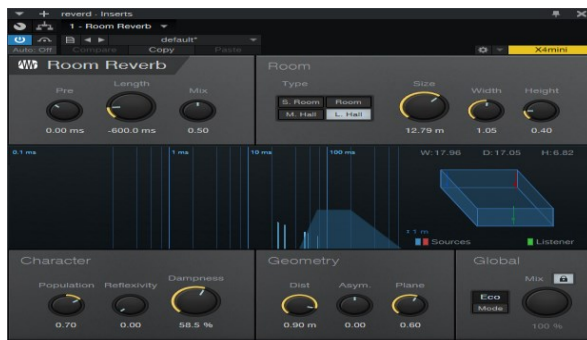 reverd - Inserts
1 - Room Reverb
default*
Auto: Off Compare Copy Paste X4mini
Room Reverb
Pre Length Mix
0.00 ms -600.0 ms 0.50
Room
Type Size Width Height
S. Room Room
M. Hall L. Hall
12.79 m 1.05 0.40
0.1 ms 1 ms 10 ms 100 ms W:17.96 D:17.05 H:6.82
1 m
Sources Listener
Character
Population Reflexivity Dampness
0.70 0.00 58.5 %
Geometry
Dist Asym. Plane
0.90 m 0.00 0.60
Global
Mix
Eco
Mode
100 %